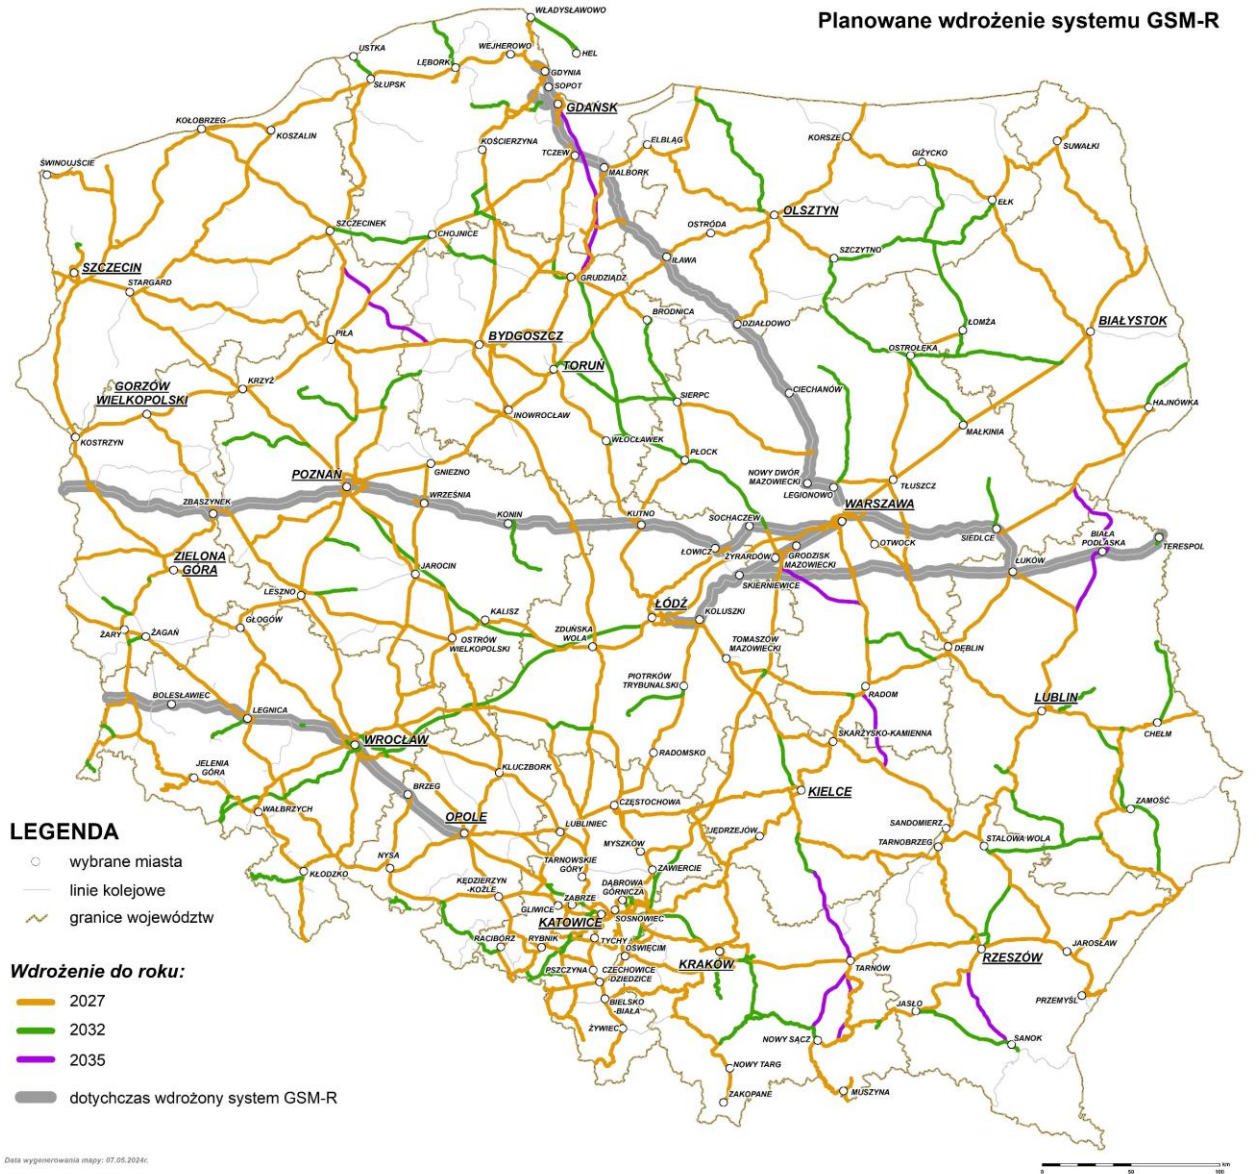 Planowane wdrożenie systemu GSM-R
WŁADYSŁAWOWO
USTKA
WEJHEROWO
HEL
LĘBORK
GDYNIA
SŁUPSK
SOPOT
GDAŃSK
KOŁOBRZEG
KOSZALIN
KOŚCIERZYNA
ELBLĄG
KORSZE
SUWAŁKI
TCZEW
GIŻYCKO
ŚWINOUJŚCIE
MALBORK
EŁK
OLSZTYN
SZCZECINEK
CHOJNICE
OSTRÓDA
SZCZYTNO
IŁAWA
SZCZECIN
GRUDZIĄDZ
STARGARD
BRODNICA
DZIAŁDOWO
ŁOMŻA
BIAŁYSTOK
PIŁA
BYDGOSZCZ
OSTROŁĘKA
TORUŃ
KRZYŻ
GORZÓW
WIELKOPOLSKI
CIECHANÓW
SIERPC
HAJNÓWKA
INOWROCŁAW
MAŁKINIA
KOSTRZYN
WŁOCŁAWEK
PŁOCK
GNIEZNO
POZNAŃ
NOWY DWÓR
MAZOWIECKI
TŁUSZCZ
LEGIONOWO
WRZEŚNIA
ZBĄSZYNEK
WARSZAWA
KONIN
KUTNO
SOCHACZEW
SIEDLCE
BIAŁA
PODLASKA
TERESPOL
OTWOCK
ŁOWICZ
ŻYRARDÓW
GRODZISK
MAZOWIECKI
ZIELONA
GÓRA
ŁUKÓW
JAROCIN
SKIERNIEWICE
LESZNO
ŁÓDŹ
KALISZ
KOLUSZKI
GŁOGÓW
ŻARY
ŻAGAŃ
OSTRÓW
WIELKOPOLSKI
ZDUŃSKA
WOLA
TOMASZÓW
MAZOWIECKI
DĘBLIN
PIOTRKÓW
TRYBUNALSKI
RADOM
BOLESŁAWIEC
LUBLIN
LEGNICA
CHEŁM
WROCŁAW
SKARŻYSKO-KAMIENNA
RADOMSKO
JELENIA
GÓRA
KLUCZBORK
BRZEG
KIELCE
WAŁBRZYCH
CZĘSTOCHOWA
ZAMOŚĆ
OPOLE
LUBLINIEC
JĘDRZEJÓW
SANDOMIERZ
STALOWA WOLA
MYSZKÓW
TARNOBRZEG
NYSA
TARNOWSKIE
GÓRY
ZAWIERCIE
KŁODZKO
KĘDZIERZYN
-KOŹLE
DĄBROWA
GÓRNICZA
ZABRZE
GLIWICE
SOSNOWIEC
KATOWICE
RACIBÓRZ
RYBNIK
TYCHY
OŚWIĘCIM
JAROSŁAW
KRAKÓW
RZESZÓW
TARNÓW
PSZCZYNA
CZECHOWICE
-DZIEDZICE
BIELSKO
-BIAŁA
PRZEMYŚL
JASŁO
ŻYWIEC
NOWY SĄCZ
SANOK
NOWY TARG
MUSZYNA
ZAKOPANE
LEGENDA
wybrane miasta
linie kolejowe
granice województw
Wdrożenie do roku:
2027
2032
2035
dotychczas wdrożony system GSM-R
Data wygenerowania mapy: 07.05.2024r.
0 50 100 km